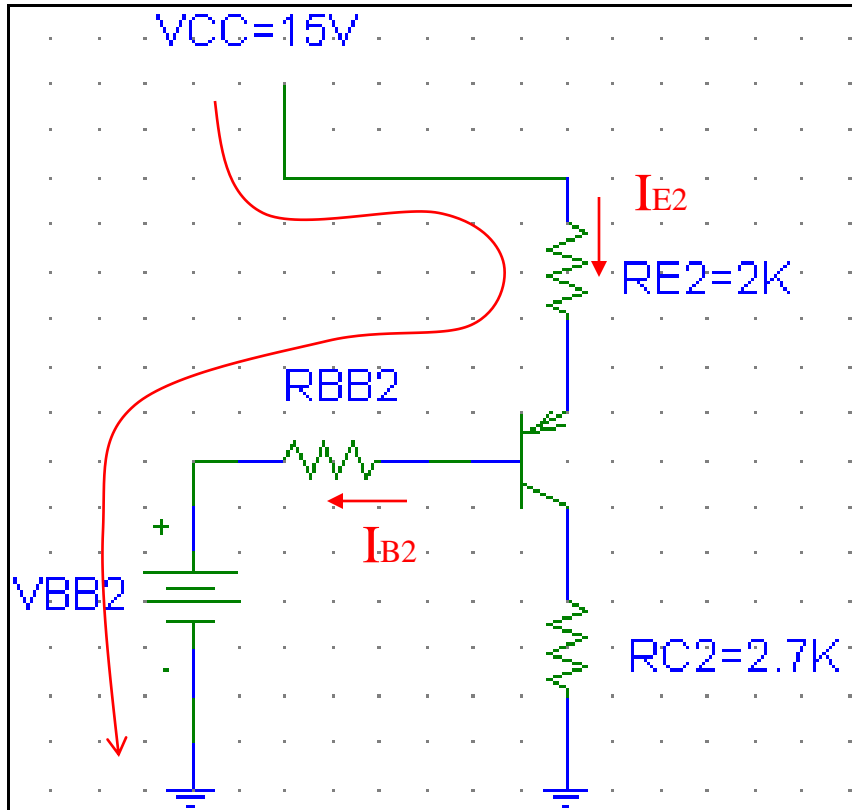 VCC=15V
IE2
RE2=2K
RBB2
IB2
+
VBB2
-
RC2=2.7K